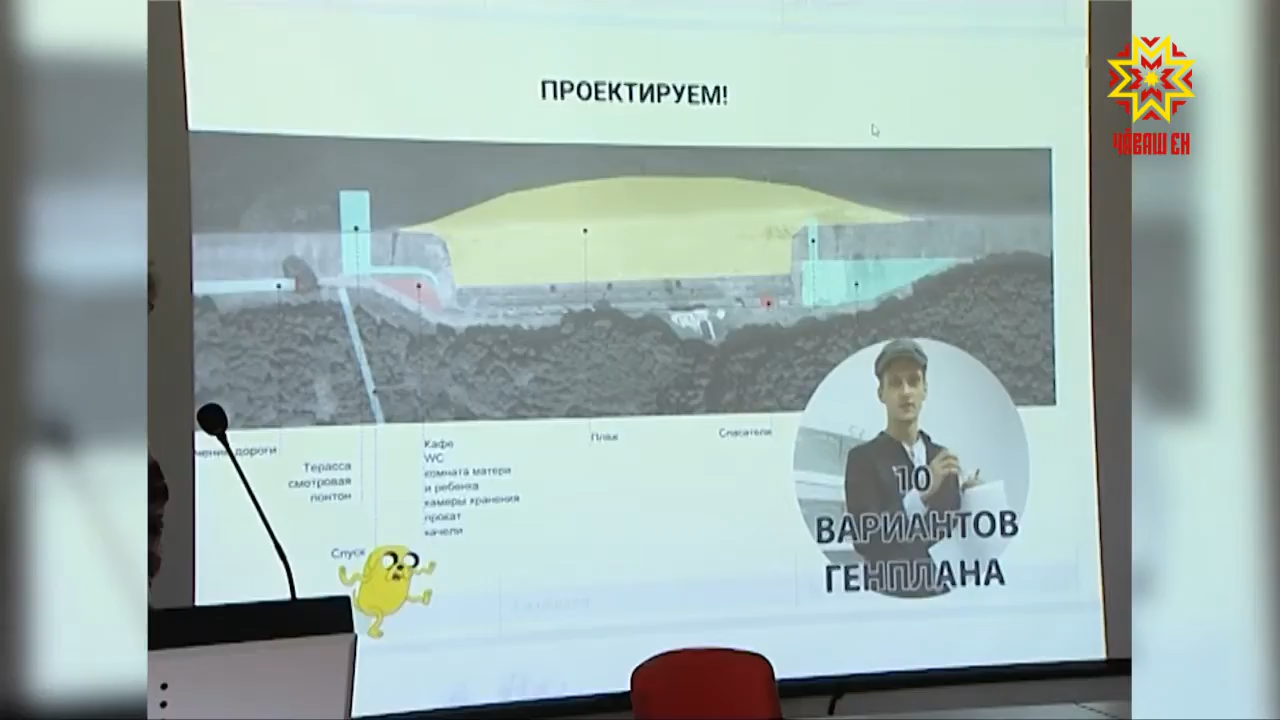 ПРОЕКТИРУЕМ!
ЧӐВАШ ЕН
дороги
Терасса
смотровая
понтон
Спуск
Кафе
WC
комната матери
и ребенка
камеры хранения
прокат
качели
Пляж
Спасатели
10
ВАРИАНТОВ
ГЕНПЛАНА